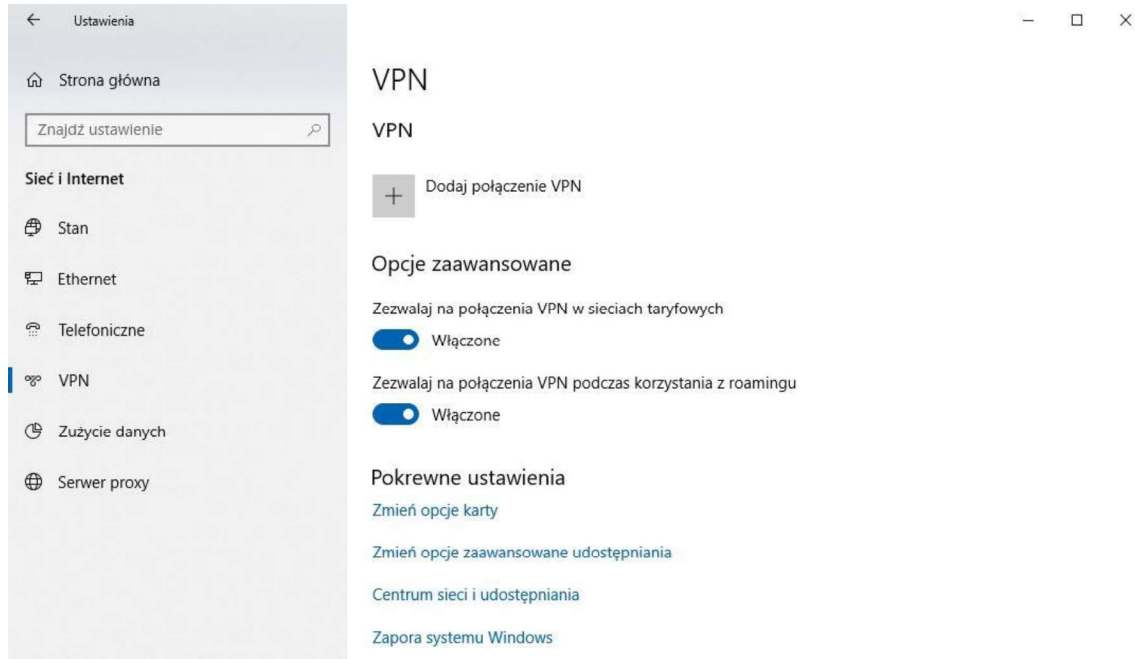 Ustawienia
Strona główna
Znajdź ustawienie
Sieć i Internet
Stan
Ethernet
Telefoniczne
VPN
Zużycie danych
Serwer proxy
VPN
VPN
Dodaj połączenie VPN
Opcje zaawansowane
Zezwalaj na połączenia VPN w sieciach taryfowych
Włączone
Zezwalaj na połączenia VPN podczas korzystania z roamingu
Włączone
Pokrewne ustawienia
Zmień opcje karty
Zmień opcje zaawansowane udostępniania
Centrum sieci i udostępniania
Zapora systemu Windows